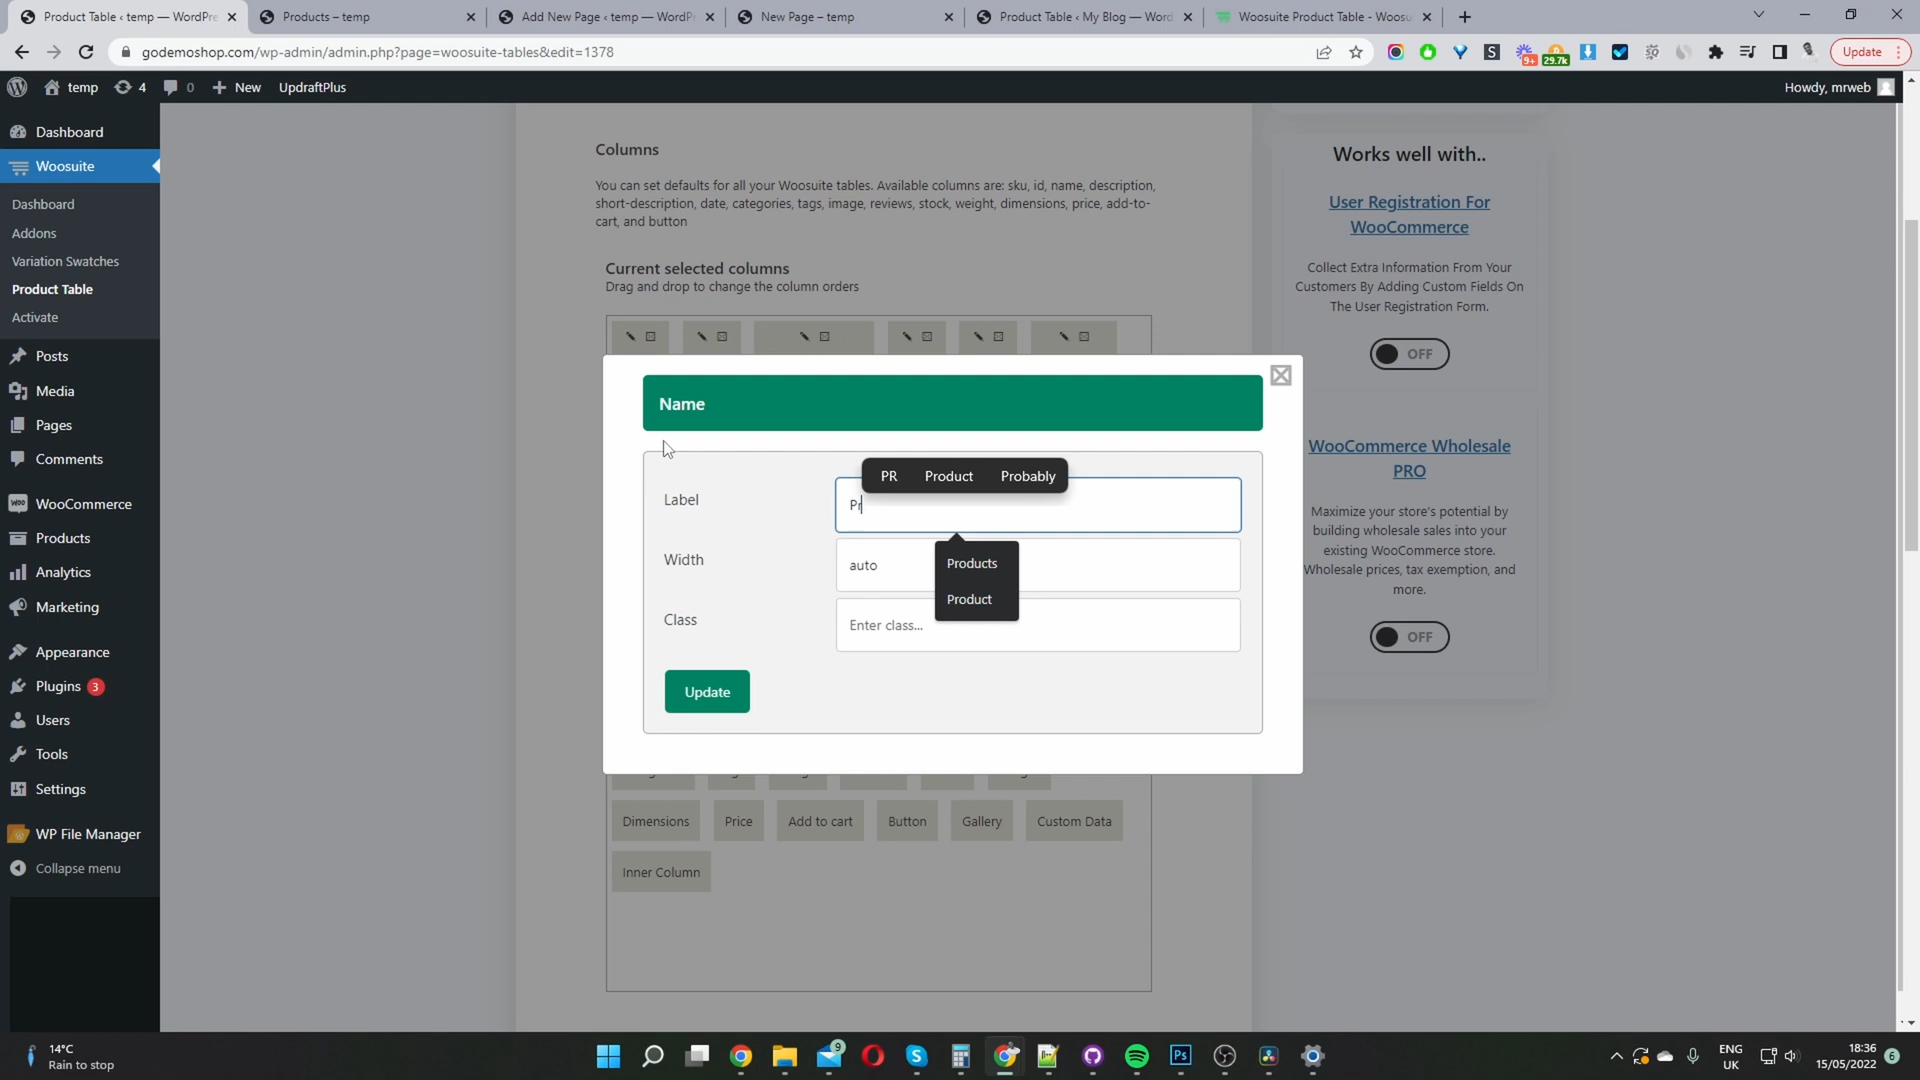 Product Table ‹ temp — WordPre
Products – temp
Add New Page ‹ temp — WordPr
New Page – temp
Product Table ‹ My Blog — Word
Woosuite Product Table - Woosu
godemoshop.com/wp-admin/admin.php?page=woosuite-tables&edit=1378
9+
29.7k
Update
temp
4
0
New
UpdraftPlus
Howdy, mrweb
Dashboard
Woosuite
Dashboard
Addons
Variation Swatches
Product Table
Activate
Posts
Media
Pages
Comments
WooCommerce
Products
Analytics
Marketing
Appearance
Plugins 3
Users
Tools
Settings
WP File Manager
Collapse menu
Columns
You can set defaults for all your Woosuite tables. Available columns are: sku, id, name, description,
short-description, date, categories, tags, image, reviews, stock, weight, dimensions, price, add-to-
cart, and button
Current selected columns
Drag and drop to change the column orders
Name
Label
Pr
PR Product Probably
Width
auto
Products
Product
Class
Enter class...
Update
Dimensions
Price
Add to cart
Button
Gallery
Custom Data
Inner Column
Works well with..
User Registration For
WooCommerce
Collect Extra Information From Your
Customers By Adding Custom Fields On
The User Registration Form.
OFF
WooCommerce Wholesale
PRO
Maximize your store's potential by
building wholesale sales into your
existing WooCommerce store.
Wholesale prices, tax exemption, and
more.
OFF
14°C
Rain to stop
9
Ps
ENG
UK
18:36
15/05/2022
6